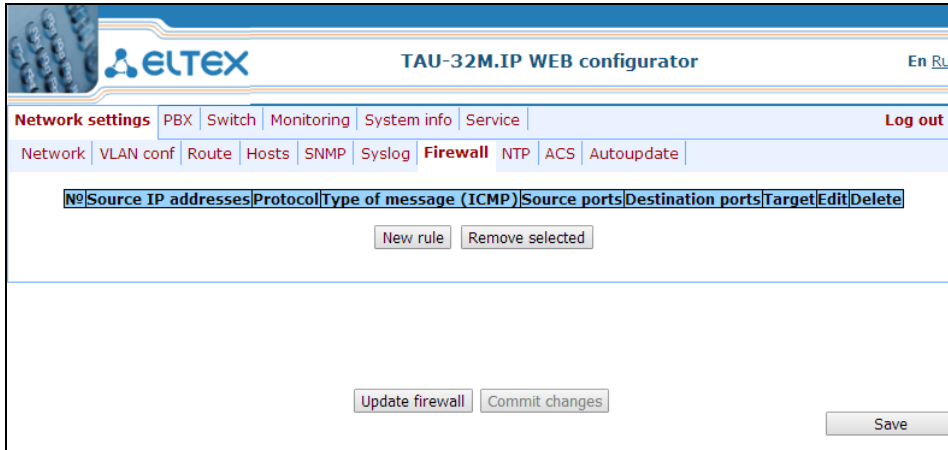 ELTEX
TAU-32M.IP WEB configurator
En Ru
Network settings PBX Switch Monitoring System info Service Log out
Network VLAN conf Route Hosts SNMP Syslog Firewall NTP ACS Autoupdate
№ Source IP addresses Protocol Type of message (ICMP) Source ports Destination ports Target Edit Delete
New rule Remove selected
Update firewall Commit changes
Save